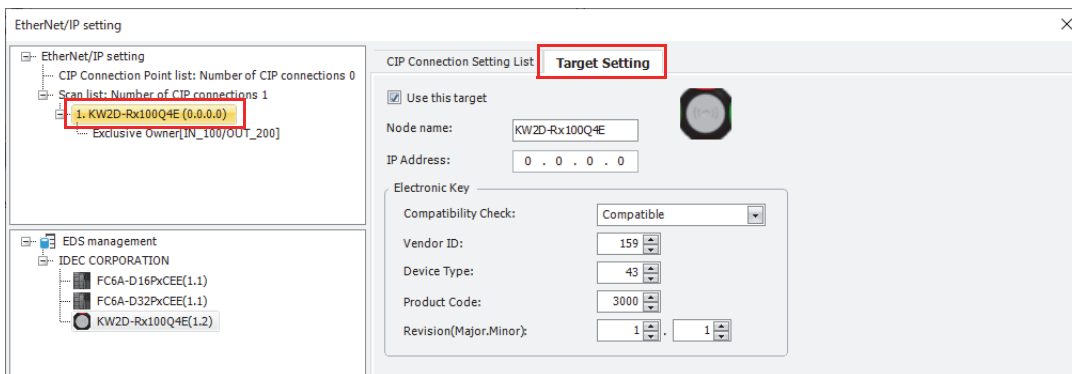 EtherNet/IP setting
EtherNet/IP setting
CIP Connection Point list: Number of CIP connections 0
Scan list: Number of CIP connections 1
1. KW2D-Rx100Q4E (0.0.0.0)
Exclusive Owner[IN_100/OUT_200]
EDS management
IDEC CORPORATION
FC6A-D16PxCEE(1.1)
FC6A-D32PxCEE(1.1)
KW2D-Rx100Q4E(1.2)
CIP Connection Setting List
Target Setting
Use this target
Node name: KW2D-Rx100Q4E
IP Address: 0 . 0 . 0 . 0
Electronic Key
Compatibility Check: Compatible
Vendor ID: 159
Device Type: 43
Product Code: 3000
Revision(Major.Minor): 1 . 1